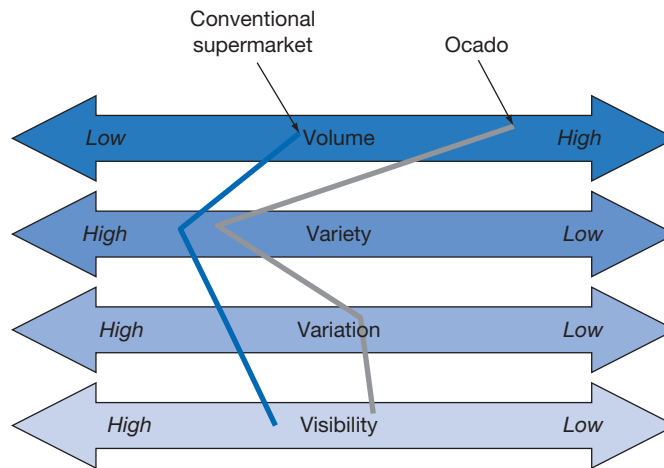 Conventional
supermarket
Ocado
Low Volume High
High Variety Low
High Variation Low
High Visibility Low